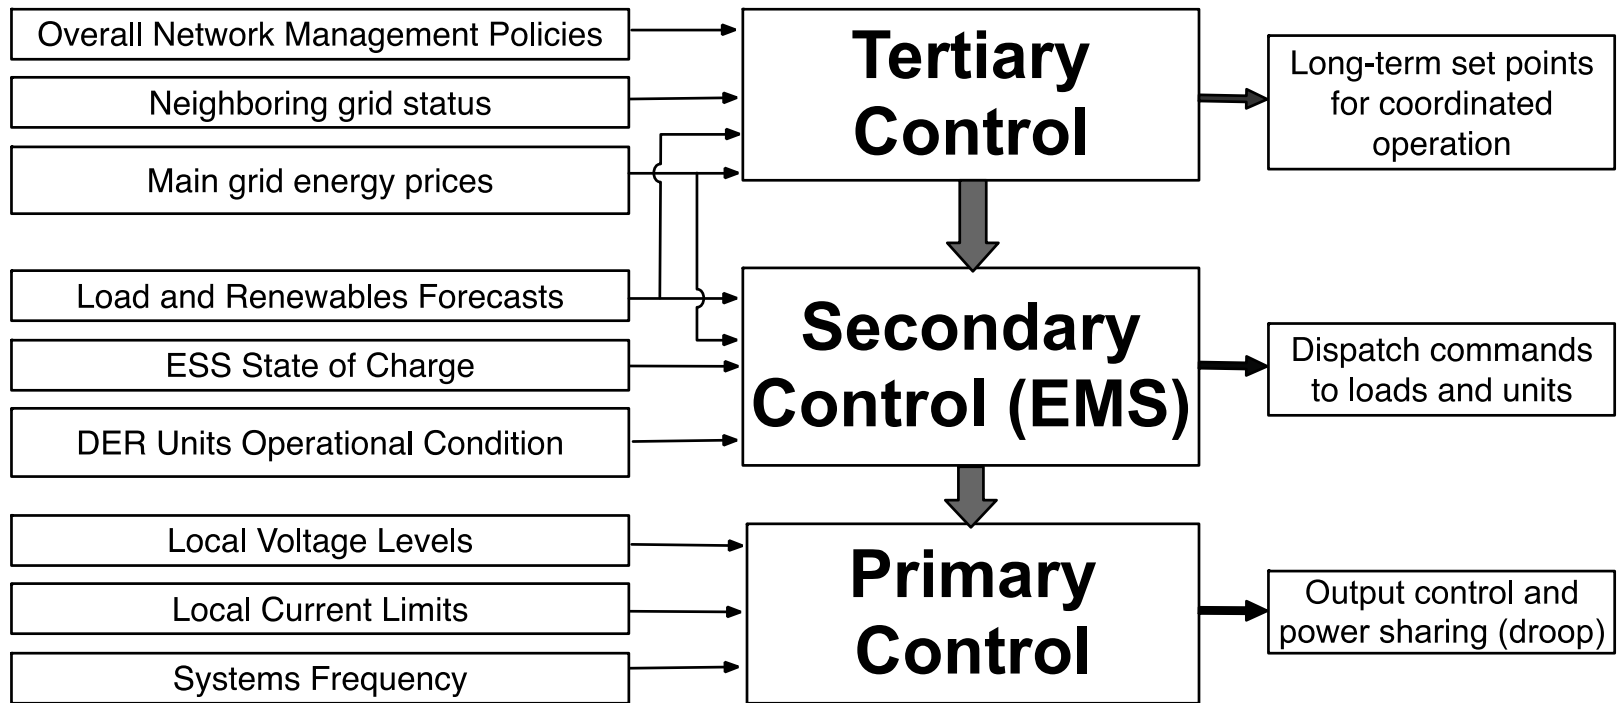 Overall Network Management Policies
Neighboring grid status
Main grid energy prices
Tertiary
Control
Long-term set points
for coordinated
operation
Load and Renewables Forecasts
ESS State of Charge
DER Units Operational Condition
Secondary
Control (EMS)
Dispatch commands
to loads and units
Local Voltage Levels
Local Current Limits
Systems Frequency
Primary
Control
Output control and
power sharing (droop)